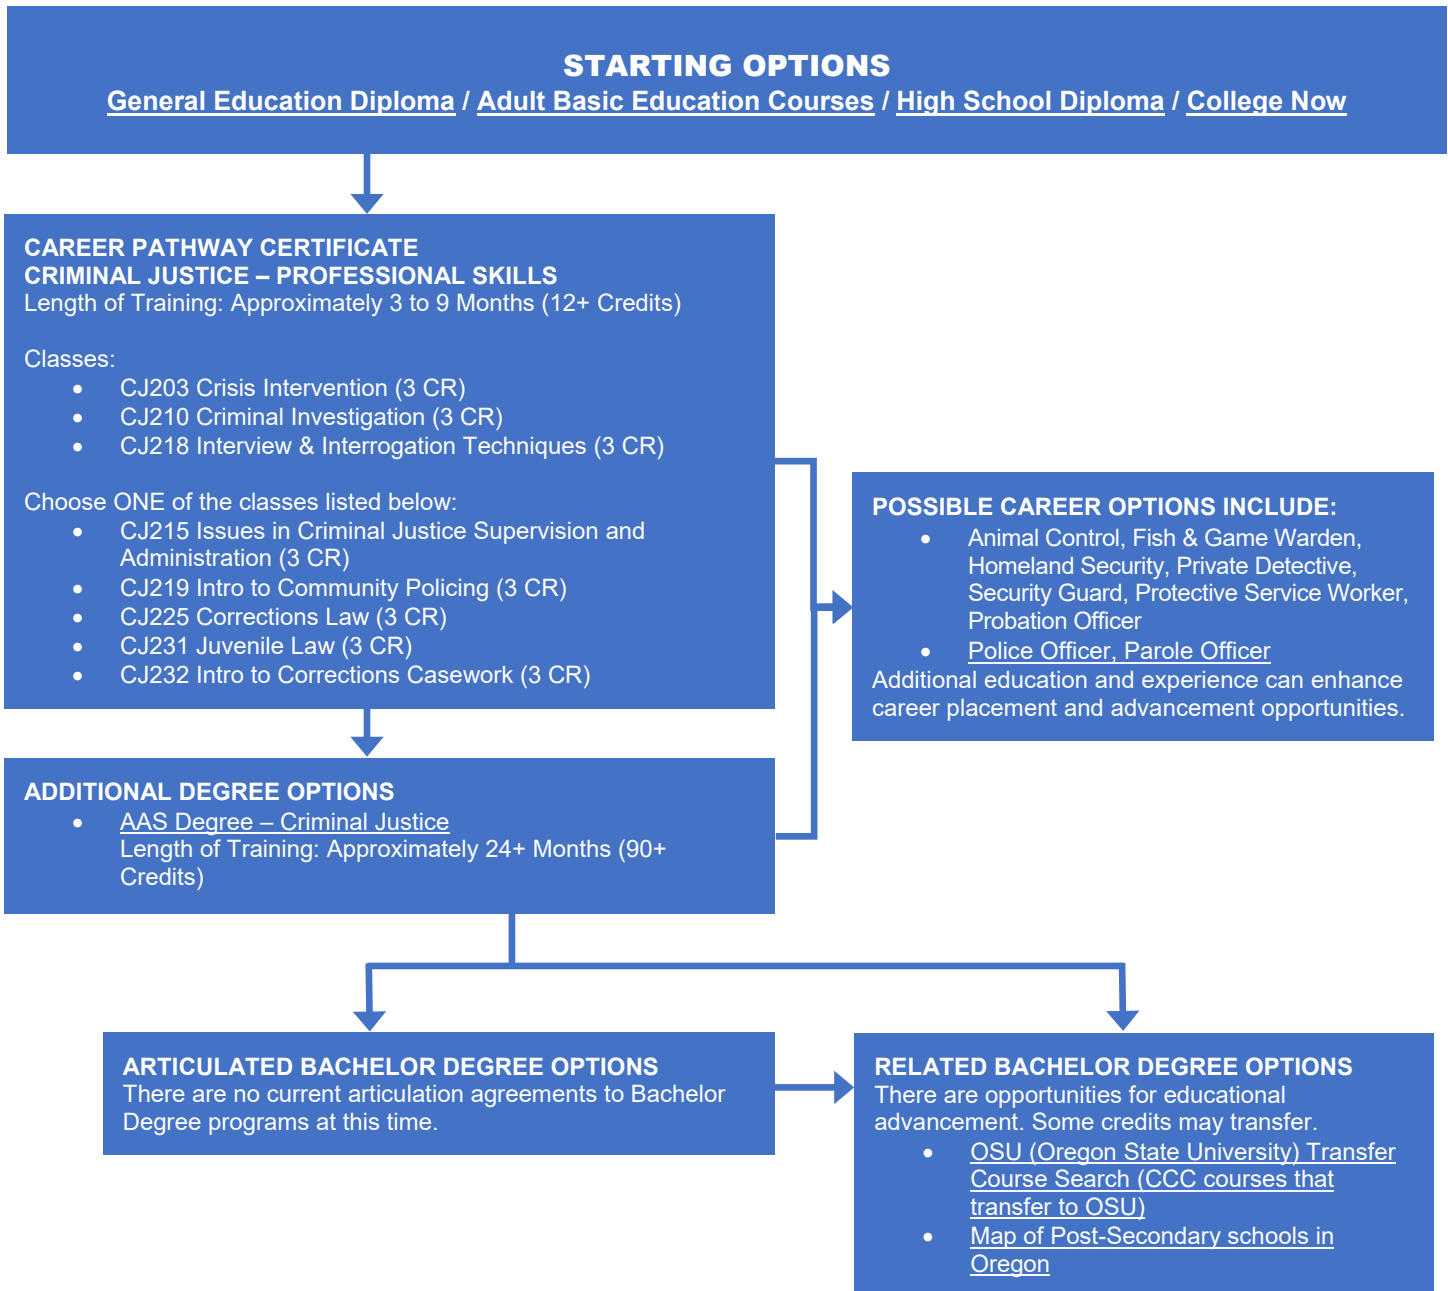 STARTING OPTIONS
General Education Diploma / Adult Basic Education Courses / High School Diploma / College Now
CAREER PATHWAY CERTIFICATE
CRIMINAL JUSTICE – PROFESSIONAL SKILLS
Length of Training: Approximately 3 to 9 Months (12+ Credits)
Classes:
• CJ203 Crisis Intervention (3 CR)
• CJ210 Criminal Investigation (3 CR)
• CJ218 Interview & Interrogation Techniques (3 CR)
Choose ONE of the classes listed below:
• CJ215 Issues in Criminal Justice Supervision and
Administration (3 CR)
• CJ219 Intro to Community Policing (3 CR)
• CJ225 Corrections Law (3 CR)
• CJ231 Juvenile Law (3 CR)
• CJ232 Intro to Corrections Casework (3 CR)
POSSIBLE CAREER OPTIONS INCLUDE:
• Animal Control, Fish & Game Warden,
Homeland Security, Private Detective,
Security Guard, Protective Service Worker,
Probation Officer
• Police Officer, Parole Officer
Additional education and experience can enhance
career placement and advancement opportunities.
ADDITIONAL DEGREE OPTIONS
• AAS Degree – Criminal Justice
Length of Training: Approximately 24+ Months (90+
Credits)
ARTICULATED BACHELOR DEGREE OPTIONS
There are no current articulation agreements to Bachelor
Degree programs at this time.
RELATED BACHELOR DEGREE OPTIONS
There are opportunities for educational
advancement. Some credits may transfer.
• OSU (Oregon State University) Transfer
Course Search (CCC courses that
transfer to OSU)
• Map of Post-Secondary schools in
Oregon